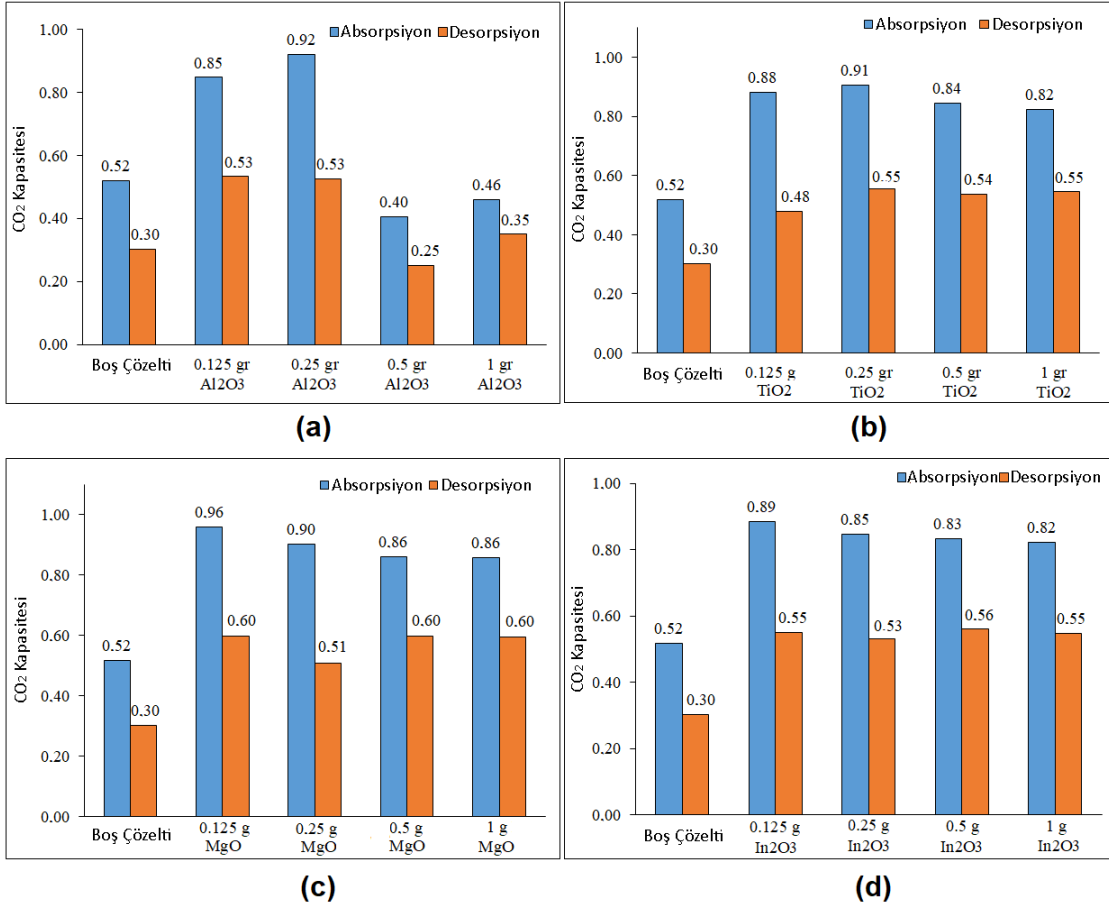 Absorpsiyon Desorpsiyon
CO2 Kapasitesi
1.00
0.80
0.60
0.40
0.20
0.00
0.52
0.30
0.85
0.53
0.92
0.53
0.40
0.25
0.46
0.35
Boş Çözelti
0.125 gr
Al2O3
0.25 gr
Al2O3
0.5 gr
Al2O3
1 gr
Al2O3
(a)
Absorpsiyon Desorpsiyon
CO2 Kapasitesi
1.00
0.80
0.60
0.40
0.20
0.00
0.52
0.30
0.88
0.48
0.91
0.55
0.84
0.54
0.82
0.55
Boş Çözelti
0.125 g
TiO2
0.25 gr
TiO2
0.5 gr
TiO2
1 gr
TiO2
(b)
Absorpsiyon Desorpsiyon
CO2 Kapasitesi
1.00
0.80
0.60
0.40
0.20
0.00
0.52
0.30
0.96
0.60
0.90
0.51
0.86
0.60
0.86
0.60
Boş Çözelti
0.125 g
MgO
0.25 g
MgO
0.5 g
MgO
1 g
MgO
(c)
Absorpsiyon Desorpsiyon
CO2 Kapasitesi
1.00
0.80
0.60
0.40
0.20
0.00
0.52
0.30
0.89
0.55
0.85
0.53
0.83
0.56
0.82
0.55
Boş Çözelti
0.125 g
In2O3
0.25 g
In2O3
0.5 g
In2O3
1 g
In2O3
(d)